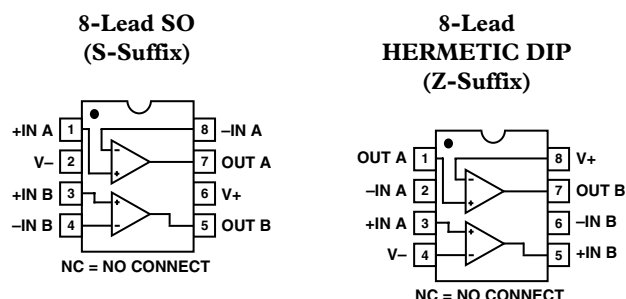 8-Lead SO
(S-Suffix)
+IN A 1 8 –IN A
V– 2 7 OUT A
+IN B 3 6 V+
–IN B 4 5 OUT B
– + + –
NC = NO CONNECT
8-Lead
HERMETIC DIP
(Z-Suffix)
OUT A 1 8 V+
–IN A 2 7 OUT B
+IN A 3 6 –IN B
V– 4 5 +IN B
– + + –
NC = NO CONNECT